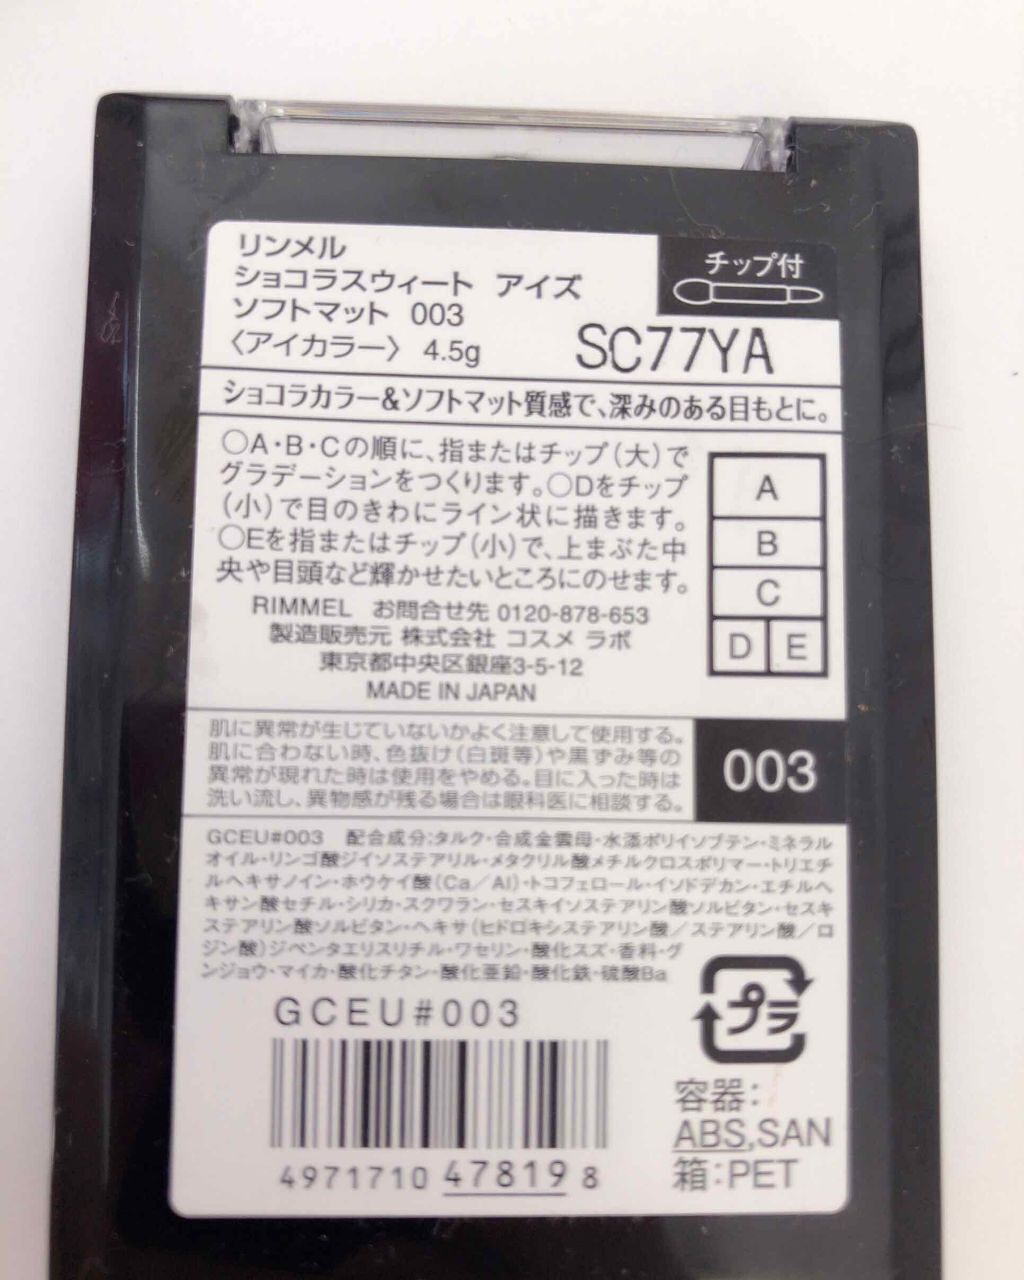 リンメル
ショコラスウィート アイズ
ソフトマット 003
〈アイカラー〉 4.5g
チップ付
SC77YA
ショコラカラー&ソフトマット質感で、深みのある目もとに。
○A・B・Cの順に、指またはチップ(大)で
グラデーションをつくります。○Dをチップ
(小)で目のきわにライン状に描きます。
○Eを指またはチップ(小)で、上まぶた中
央や目頭など輝かせたいところにのせます。
A
B
C
D E
RIMMEL お問合せ先 0120-878-653
製造販売元 株式会社 コスメ ラボ
東京都中央区銀座3-5-12
MADE IN JAPAN
肌に異常が生じていないかよく注意して使用する。
肌に合わない時、色抜け(白斑等)や黒ずみ等の
異常が現れた時は使用をやめる。目に入った時は
洗い流し、異物感が残る場合は眼科医に相談する。
003
GCEU#003 配合成分:タルク・合成金雲母・水添ポリイソブテン・ミネラル
オイル・リンゴ酸ジイソステアリル・メタクリル酸メチルクロスポリマー・トリエチ
ルヘキサノイン・ホウケイ酸(Ca/Al)・トコフェロール・イソドデカン・エチルヘ
キサン酸セチル・シリカ・スクワラン・セスキイソステアリン酸ソルビタン・セスキ
ステアリン酸ソルビタン・ヘキサ(ヒドロキシステアリン酸/ステアリン酸/ロ
ジン酸)ジペンタエリスリチル・ワセリン・酸化スズ・香料・グ
ンジョウ・マイカ・酸化チタン・酸化亜鉛・酸化鉄・硫酸Ba
GCEU#003
4971710 478198
プラ
容器:
ABS,SAN
箱:PET